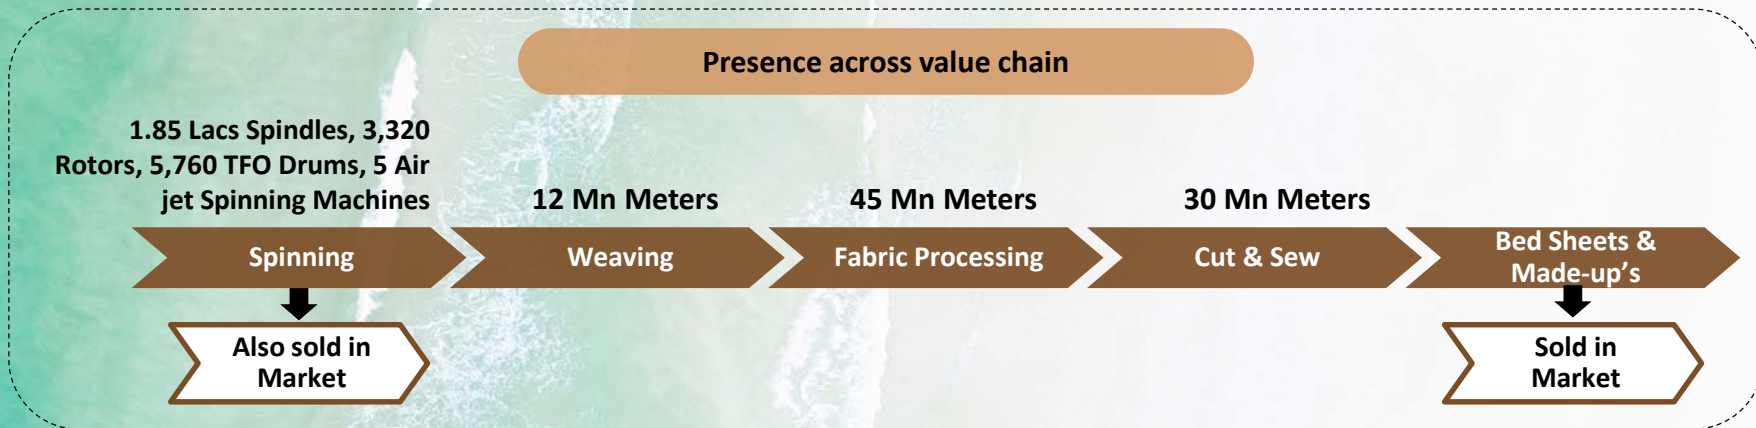 Presence across value chain
1.85 Lacs Spindles, 3,320
Rotors, 5,760 TFO Drums, 5 Air
jet Spinning Machines
12 Mn Meters
45 Mn Meters
30 Mn Meters
Spinning
Weaving
Fabric Processing
Cut & Sew
Bed Sheets &
Made-up’s
Also sold in
Market
Sold in
Market